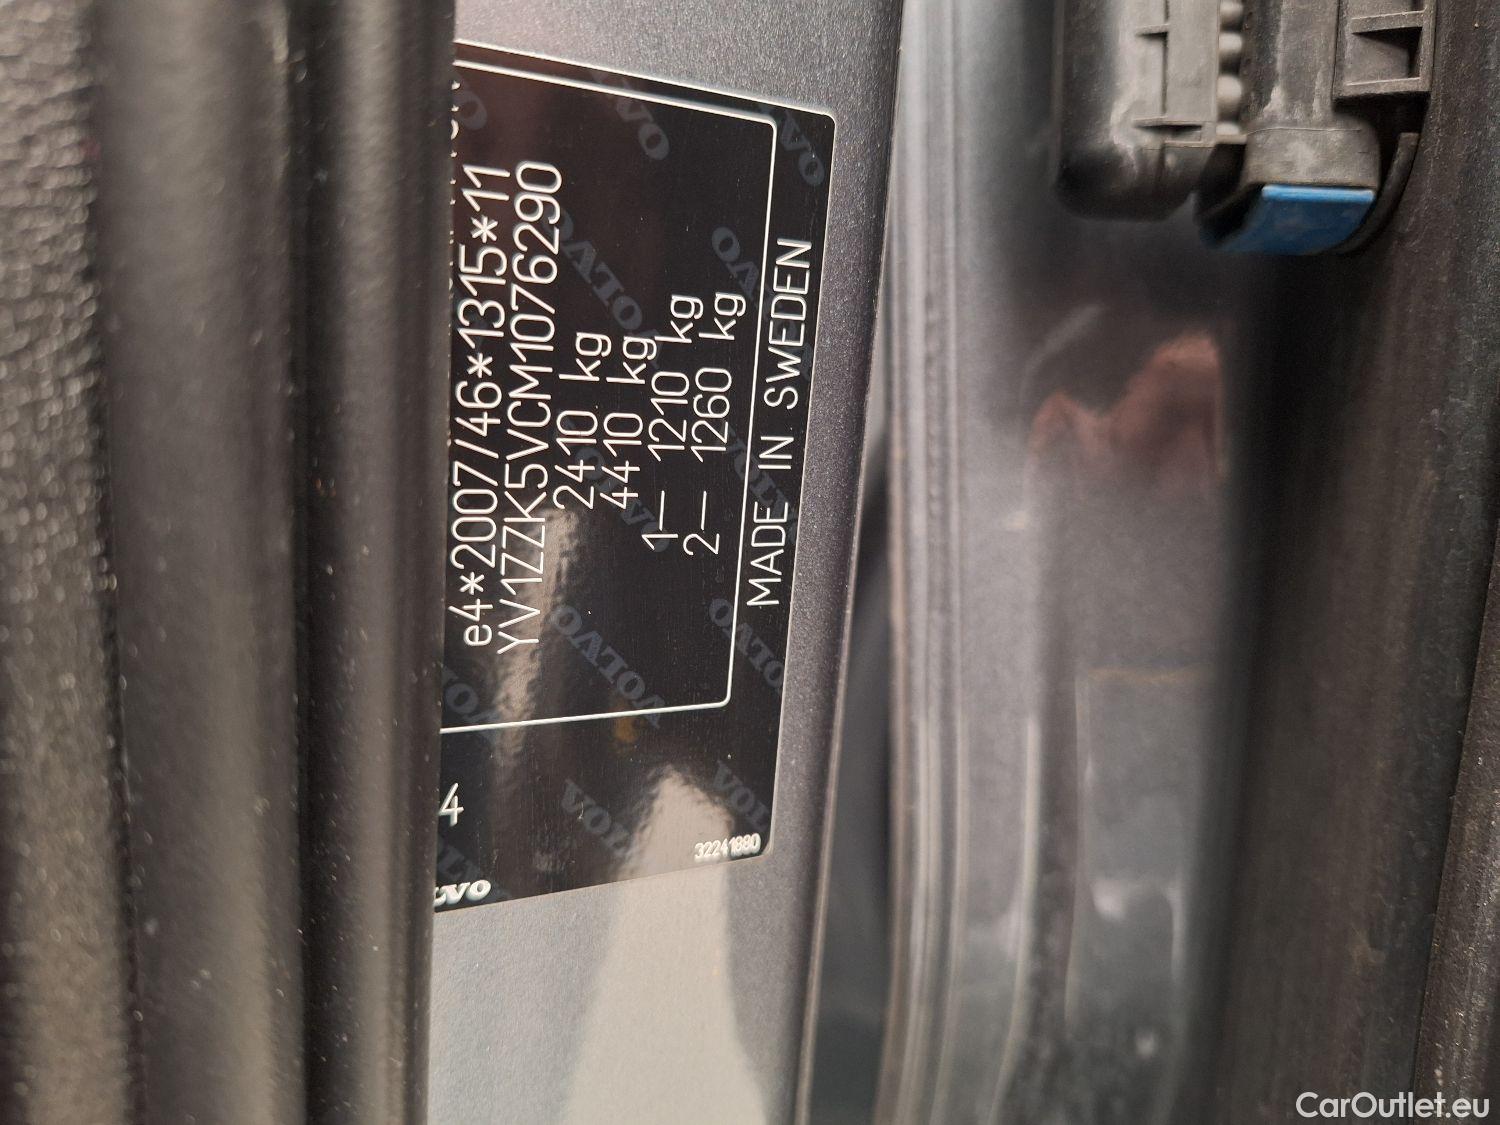 e4*2007/46*1315*11
YV1ZZK5VCM1076290
2410 kg
4410 kg
1— 1210 kg
2— 1260 kg
MADE IN SWEDEN
4
32241880
VOLVO
CarOutlet.eu